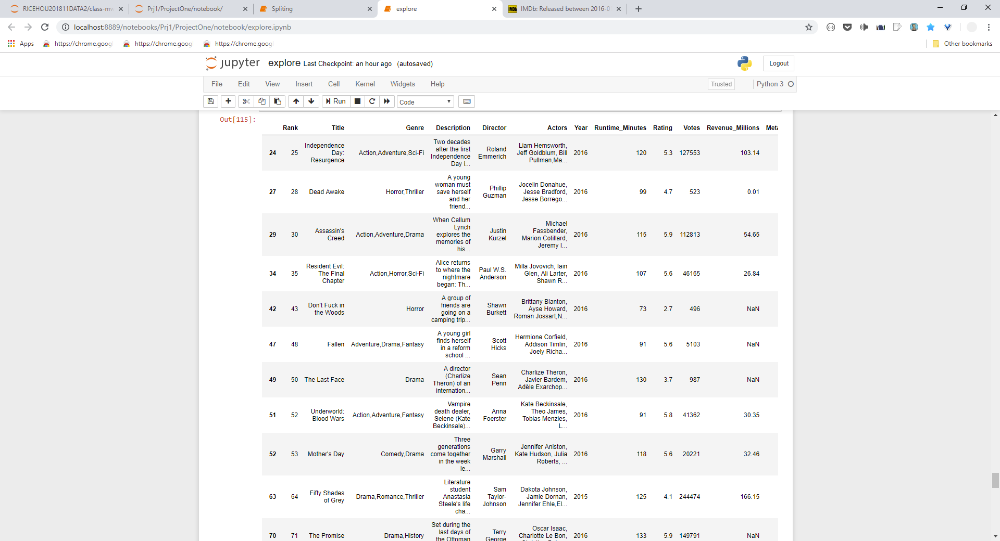 RICEHOU201811DATA2/class-mw
Prj1/ProjectOne/notebook/
Spliting
explore
IMDb: Released between 2016-0
localhost:8889/notebooks/Prj1/ProjectOne/notebook/explore.ipynb
Apps
https://chrome.googl
https://chrome.googl
https://chrome.googl
Other bookmarks
jupyter explore Last Checkpoint: an hour ago (autosaved)
Logout
File Edit View Insert Cell Kernel Widgets Help
Trusted
Python 3
Run
Code
Out[115]:
Rank Title Genre Description Director Actors Year Runtime_Minutes Rating Votes Revenue_Millions Meta
24 25 Independence Day: Resurgence Action,Adventure,Sci-Fi Two decades after the first Independence Day i... Roland Emmerich Liam Hemsworth, Jeff Goldblum, Bill Pullman,Ma... 2016 120 5.3 127553 103.14
27 28 Dead Awake Horror,Thriller A young woman must save herself and her friend... Phillip Guzman Jocelin Donahue, Jesse Bradford, Jesse Borrego... 2016 99 4.7 523 0.01
29 30 Assassin's Creed Action,Adventure,Drama When Callum Lynch explores the memories of his... Justin Kurzel Michael Fassbender, Marion Cotillard, Jeremy I... 2016 115 5.9 112813 54.65
34 35 Resident Evil: The Final Chapter Action,Horror,Sci-Fi Alice returns to where the nightmare began: Th... Paul W.S. Anderson Milla Jovovich, Iain Glen, Ali Larter, Shawn R... 2016 107 5.6 46165 26.84
42 43 Don't Fuck in the Woods Horror A group of friends are going on a camping trip... Shawn Burkett Brittany Blanton, Ayse Howard, Roman Jossart,N... 2016 73 2.7 496 NaN
47 48 Fallen Adventure,Drama,Fantasy A young girl finds herself in a reform school ... Scott Hicks Hermione Corfield, Addison Timlin, Joely Richa... 2016 91 5.6 5103 NaN
49 50 The Last Face Drama A director (Charlize Theron) of an internation... Sean Penn Charlize Theron, Javier Bardem, Adèle Exarchop... 2016 130 3.7 987 NaN
51 52 Underworld: Blood Wars Action,Adventure,Fantasy Vampire death dealer, Selene (Kate Beckinsale)... Anna Foerster Kate Beckinsale, Theo James, Tobias Menzies, L... 2016 91 5.8 41362 30.35
52 53 Mother's Day Comedy,Drama Three generations come together in the week le... Garry Marshall Jennifer Aniston, Kate Hudson, Julia Roberts, ... 2016 118 5.6 20221 32.46
63 64 Fifty Shades of Grey Drama,Romance,Thriller Literature student Anastasia Steele's life cha... Sam Taylor-Johnson Dakota Johnson, Jamie Dornan, Jennifer Ehle,El... 2015 125 4.1 244474 166.15
70 71 The Promise Drama,History Set during the last days of the Ottoman Terry George Oscar Isaac, Charlotte Le Bon, 2016 133 5.9 149791 NaN